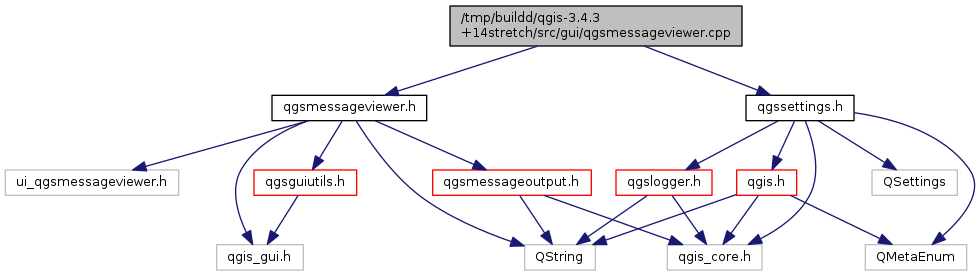 /tmp/buildd/qgis-3.4.3
+14stretch/src/gui/qgsmessageviewer.cpp
qgsmessageviewer.h
qgssettings.h
ui_qgsmessageviewer.h
qgsguiutils.h
qgsmessageoutput.h
qgslogger.h
qgis.h
QSettings
qgis_gui.h
QString
qgis_core.h
QMetaEnum